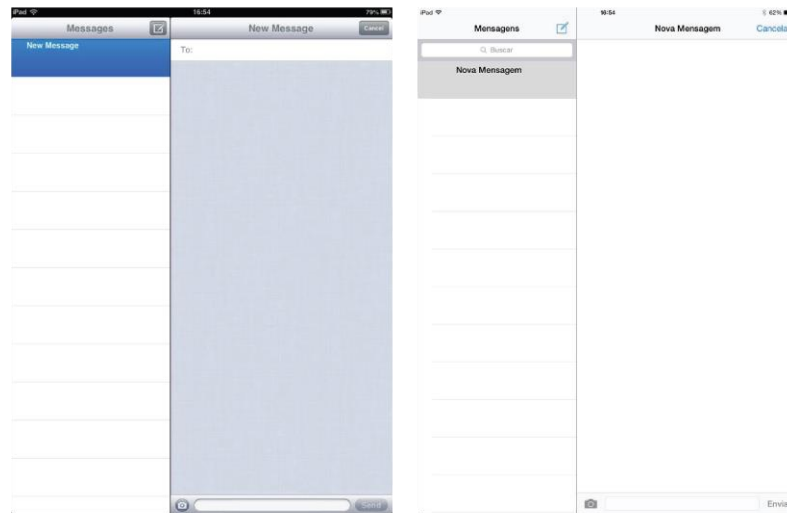 iPad 16:54 79%
Messages New Message Cancel
New Message
To:
Send
iPad 16:54 62%
Mensagens Nova Mensagem Cancela
Buscar
Nova Mensagem
Envia